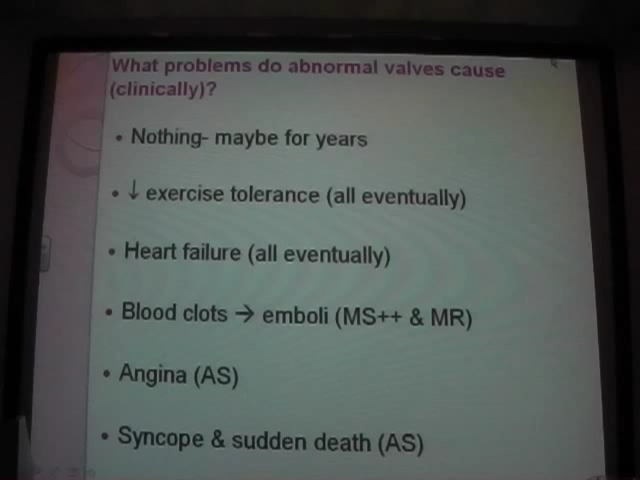 What problems do abnormal valves cause
(clinically)?
• Nothing- maybe for years
• ↓ exercise tolerance (all eventually)
• Heart failure (all eventually)
• Blood clots → emboli (MS++ & MR)
• Angina (AS)
• Syncope & sudden death (AS)